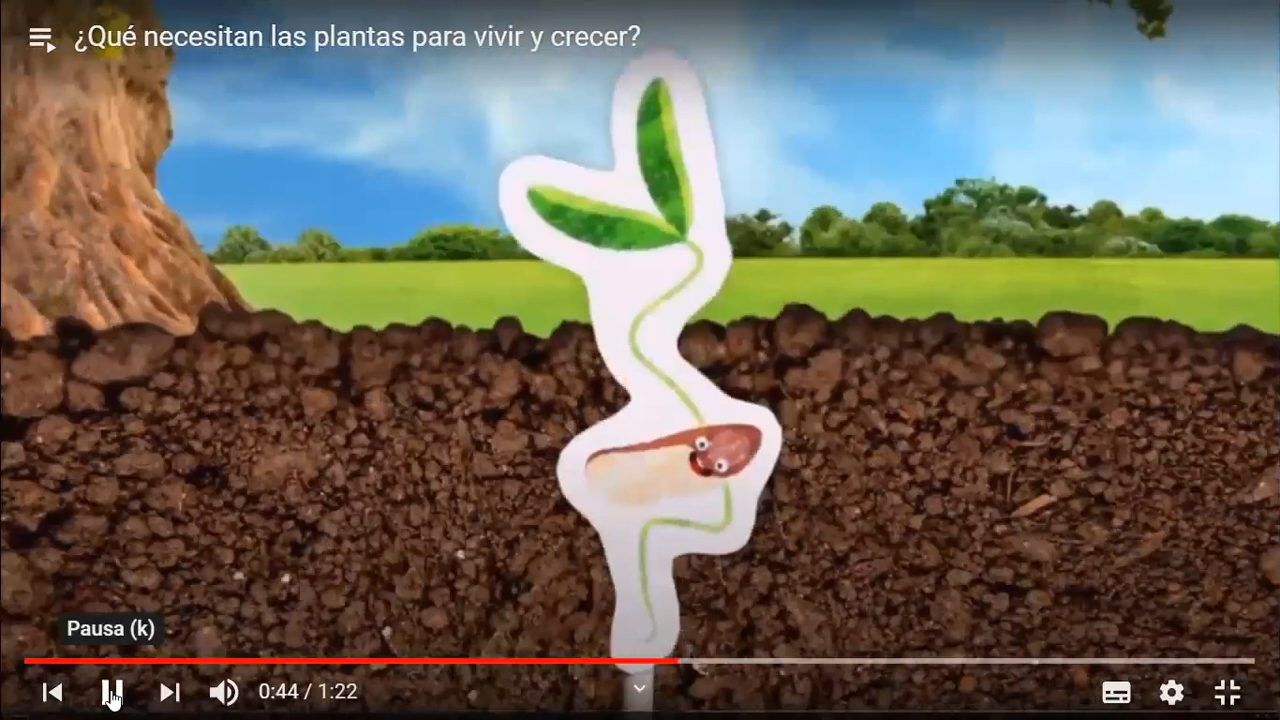 ¿Qué necesitan las plantas para vivir y crecer?
Pausa (k)
0:44 / 1:22